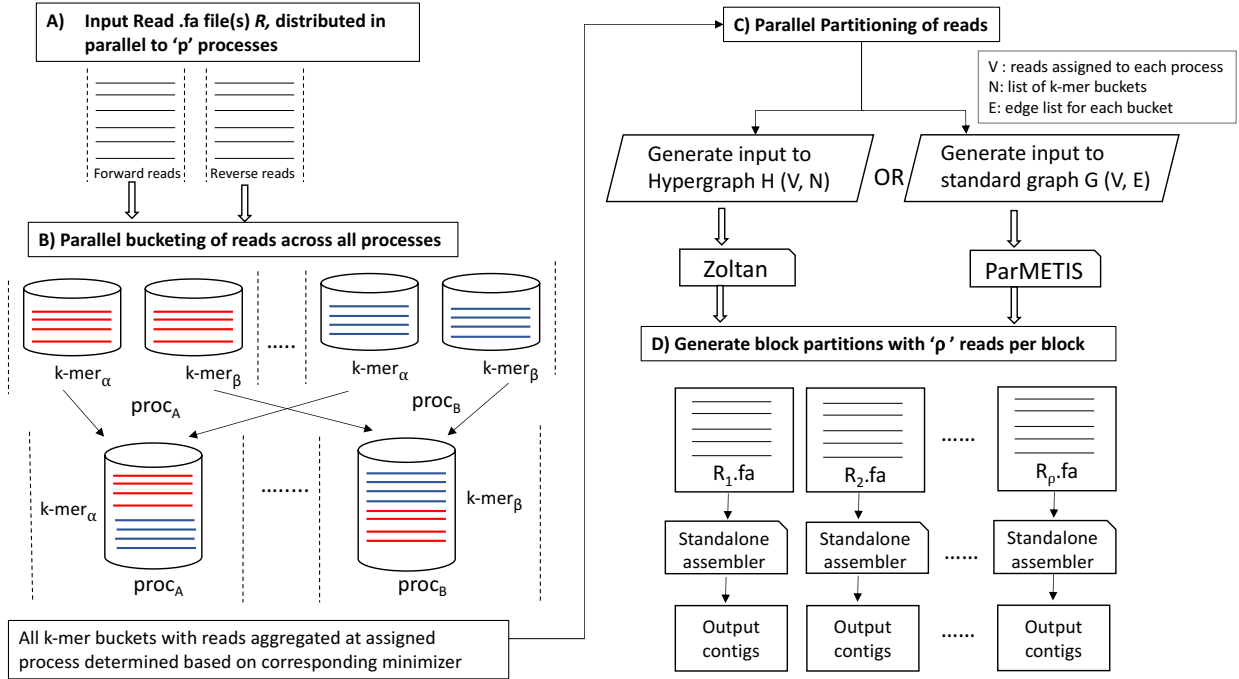 A) Input Read .fa file(s) R, distributed in
parallel to ‘p’ processes
Forward reads
Reverse reads
B) Parallel bucketing of reads across all processes
.....
k-merα
k-merβ
k-merα
k-merβ
procA
procB
k-merα
........
k-merβ
procA
procB
All k-mer buckets with reads aggregated at assigned
process determined based on corresponding minimizer
C) Parallel Partitioning of reads
V : reads assigned to each process
N: list of k-mer buckets
E: edge list for each bucket
Generate input to
Hypergraph H (V, N)
OR
Generate input to
standard graph G (V, E)
Zoltan
ParMETIS
D) Generate block partitions with ‘ρ’ reads per block
R1.fa
R2.fa
......
Rρ.fa
Standalone
assembler
Standalone
assembler
......
Standalone
assembler
Output
contigs
Output
contigs
......
Output
contigs